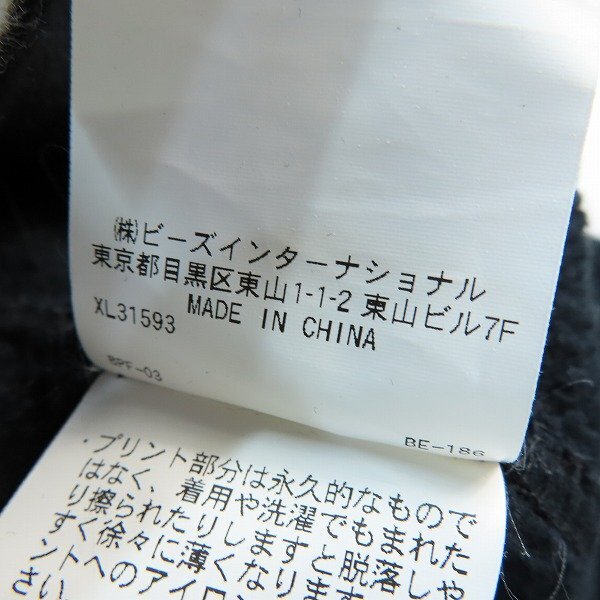 (株)ビーズインターナショナル
東京都目黒区東山1-1-2 東山ビル7F
XL31593 MADE IN CHINA
BPF-03
BE-186
・プリント部分は永久的なもので
はなく、着用や洗濯でもまれた
り擦られたりしますと脱落しや
すく徐々に薄くなります
ントへのアイロン
さい